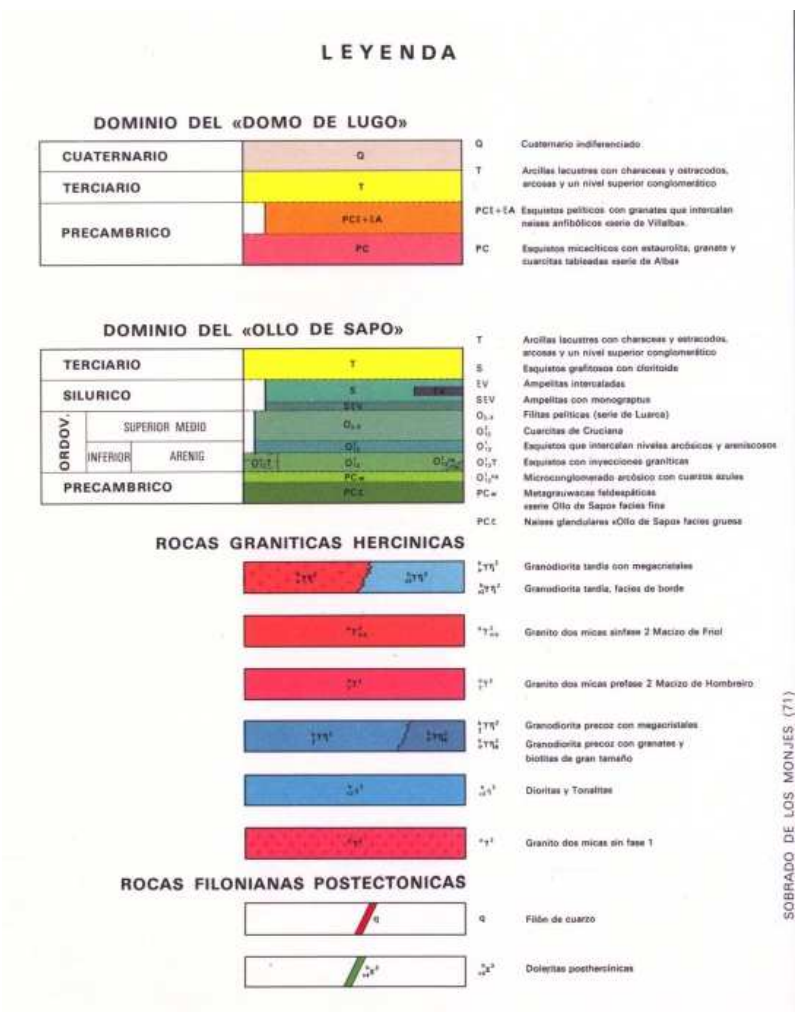 LEYENDA
DOMINIO DEL «DOMO DE LUGO»
CUATERNARIO
Q
Q Cuaternario indiferenciado
TERCIARIO
T
T Arcillas lacustres con characeas y ostracodos,
arcosas y un nivel superior conglomerático
PRECAMBRICO
PCƐ+ƐA
PCƐ+ƐA Esquistos pelíticos con granates que intercalan
neises anfibólicos «serie de Villalba».
PC
PC Esquistos micacíticos con estaurolita, granate y
cuarcitas tableadas «serie de Alba»
DOMINIO DEL «OLLO DE SAPO»
T Arcillas lacustres con characeas y ostracodos,
arcosas y un nivel superior conglomerático
TERCIARIO
T
SILURICO
S
SEV
S Esquistos grafitosos con cloritoide
EV Ampelitas intercaladas
SEV Ampelitas con monograptus
ORDOV.
SUPERIOR MEDIO
INFERIOR
ARENIG
Filitas pelíticas (serie de Luarca)
Cuarcitas de Cruciana
Esquistos que intercalan niveles arcósicos y areniscosos
Esquistos con inyecciones graníticas
Microconglomerado arcósico con cuarzos azules
PRECAMBRICO
Metagrauwacas feldespáticas
«serie Ollo de Sapo» facies fina
PCƐ
PCƐ Neises glandulares «Ollo de Sapo» facies gruesa
ROCAS GRANITICAS HERCINICAS
Granodiorita tardía con megacristales
Granodiorita tardía, facies de borde
Granito dos micas sinfase 2 Macizo de Friol
Granito dos micas prefase 2 Macizo de Hombreiro
Granodiorita precoz con megacristales
Granodiorita precoz con granates y
biotitas de gran tamaño
Dioritas y Tonalitas
Granito dos micas sin fase 1
ROCAS FILONIANAS POSTECTONICAS
q
q Filón de cuarzo
Doleritas posthercínicas
SOBRADO DE LOS MONJES (71)